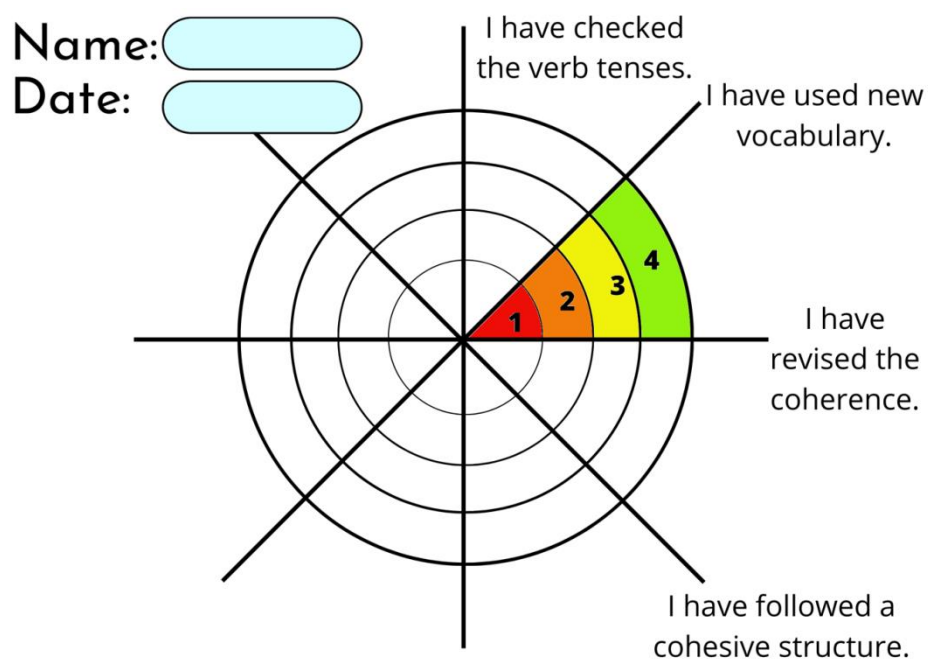 Name:
Date:
I have checked
the verb tenses.
I have used new
vocabulary.
1
2
3
4
I have
revised the
coherence.
I have followed a
cohesive structure.